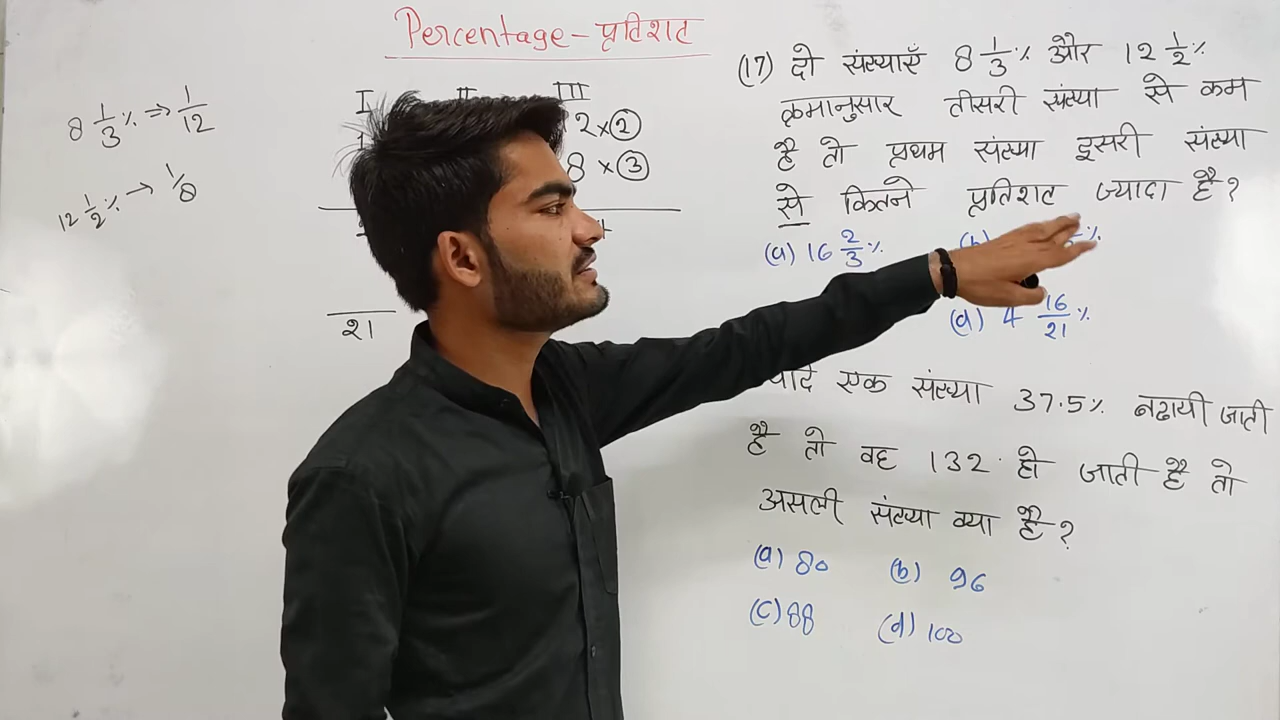 Percentage - प्रतिशत
8 1/3 % ⇒ 1/12
12 1/2 % → 1/8
I II III
2×②
8×③
21
(17) दो संख्याएँ 8 1/3 % और 12 1/2 %
क्रमानुसार तीसरी संख्या से कम
है तो प्रथम संख्या दूसरी संख्या
से कितने प्रतिशत ज्यादा है?
(a) 16 2/3 %
(d) 4 16/21 %
यदि एक संख्या 37.5% बढायी जाती
है तो वह 132 हो जाती है तो
असली संख्या क्या है?
(a) 80 (b) 96
(c) 88 (d) 100